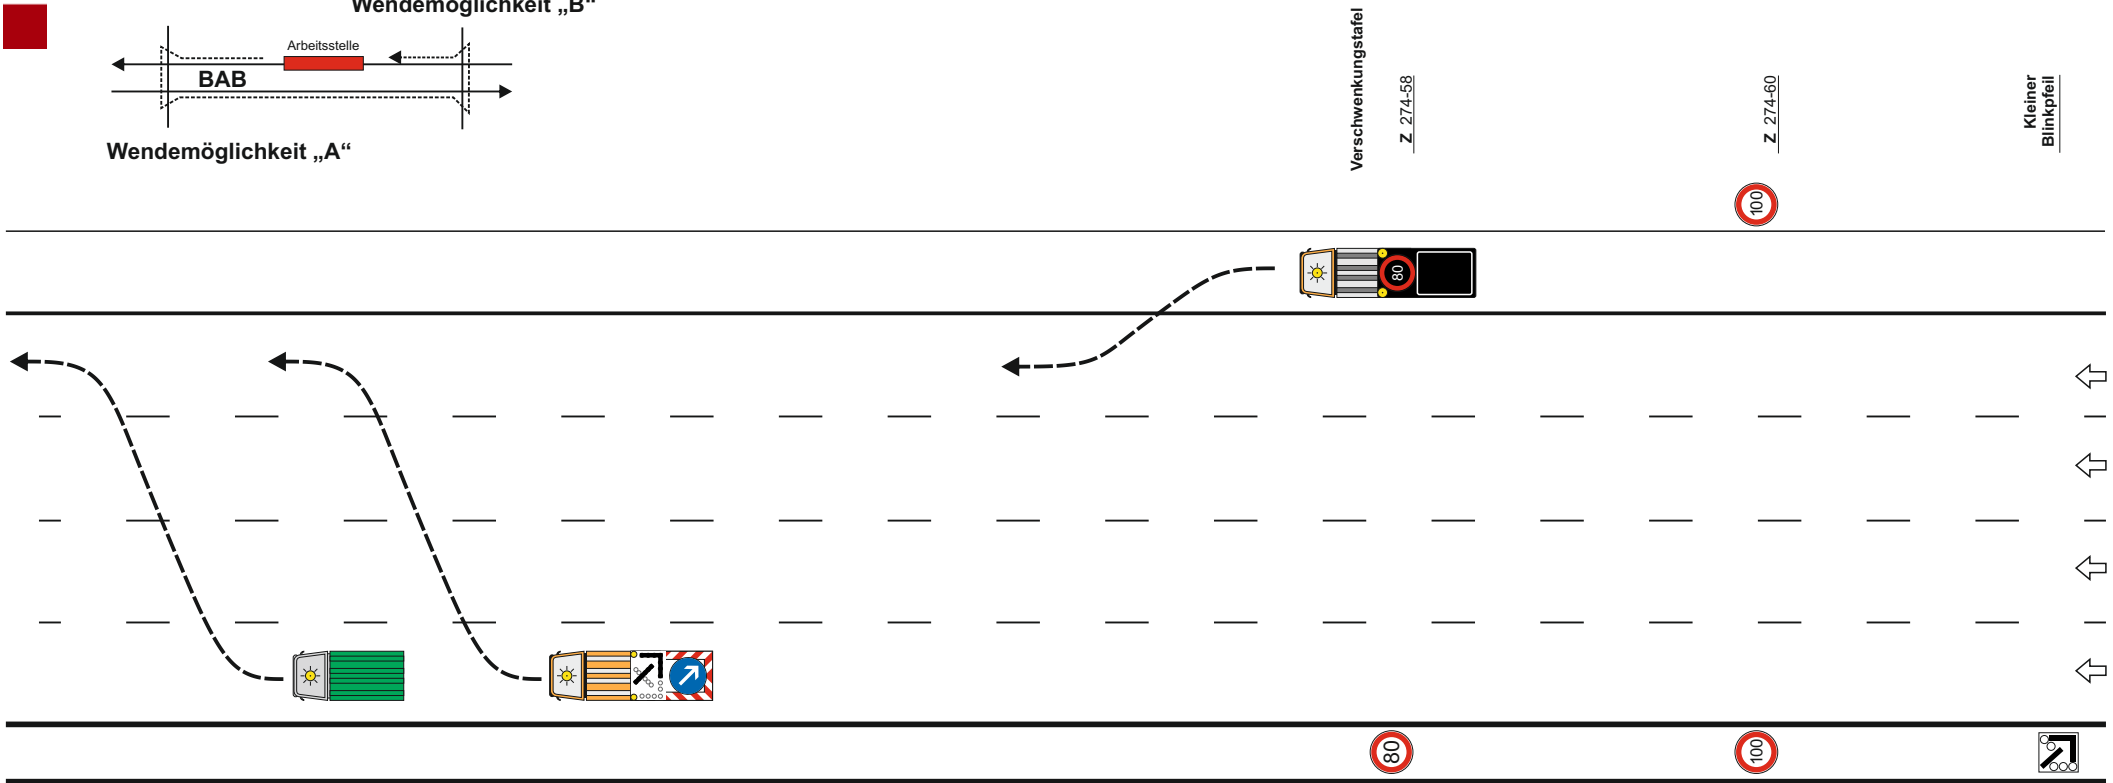 Wendemöglichkeit „B“
Arbeitsstelle
BAB
Wendemöglichkeit „A“
Verschwenkungstafel
Z 274-58
Z 274-60
Kleiner
Blinkpfeil
100
80
80
100